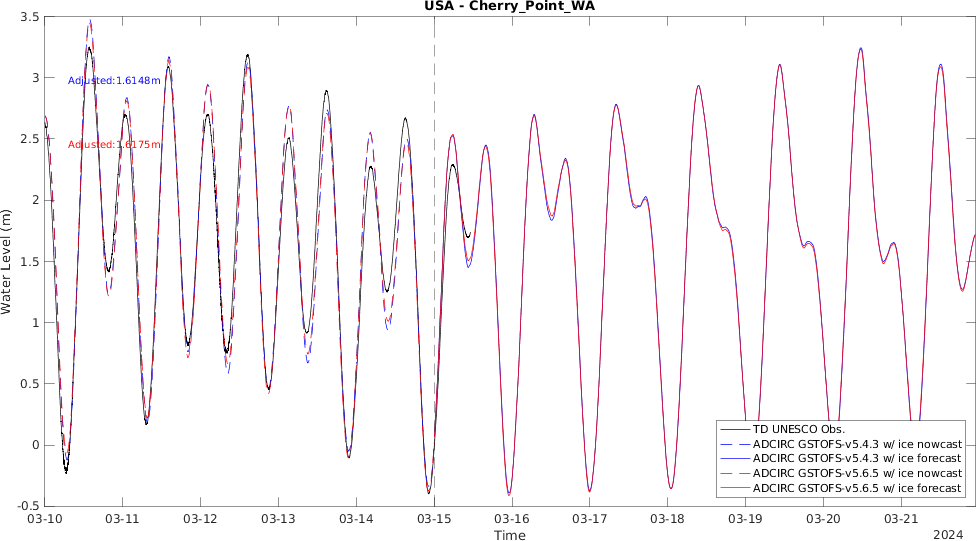 USA - Cherry_Point_WA
3.5
3
2.5
2
1.5
1
0.5
0
-0.5
Water Level (m)
Adjusted:1.6148m
Adjusted:1.6175m
TD UNESCO Obs.
ADCIRC GSTOFS-v5.4.3 w/ ice nowcast
ADCIRC GSTOFS-v5.4.3 w/ ice forecast
ADCIRC GSTOFS-v5.6.5 w/ ice nowcast
ADCIRC GSTOFS-v5.6.5 w/ ice forecast
03-10 03-11 03-12 03-13 03-14 03-15 03-16 03-17 03-18 03-19 03-20 03-21
Time
2024